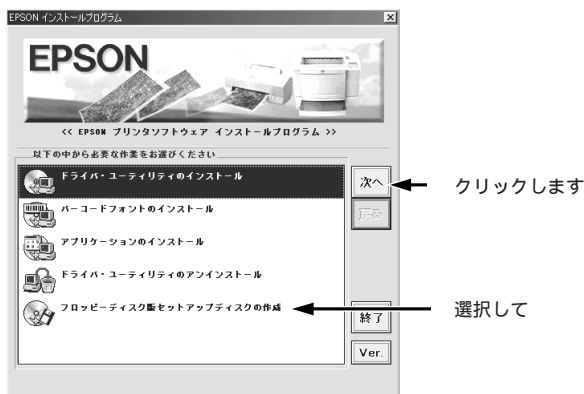 EPSON インストールプログラム
EPSON
<< EPSON プリンタソフトウェア インストールプログラム >>
以下の中から必要な作業をお選びください
ドライバ・ユーティリティのインストール
次へ
クリックします
バーコードフォントのインストール
戻る
アプリケーションのインストール
ドライバ・ユーティリティのアンインストール
フロッピーディスク版セットアップディスクの作成
選択して
終了
Ver.